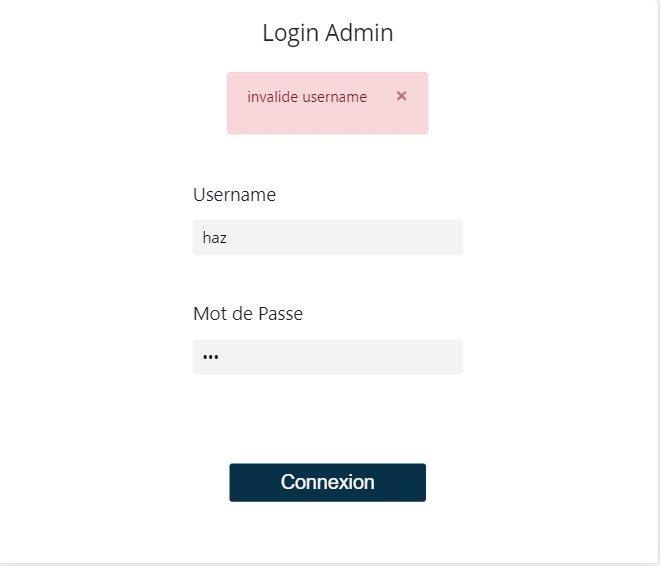 Login Admin
invalide username ×
Username
haz
Mot de Passe
•••
Connexion